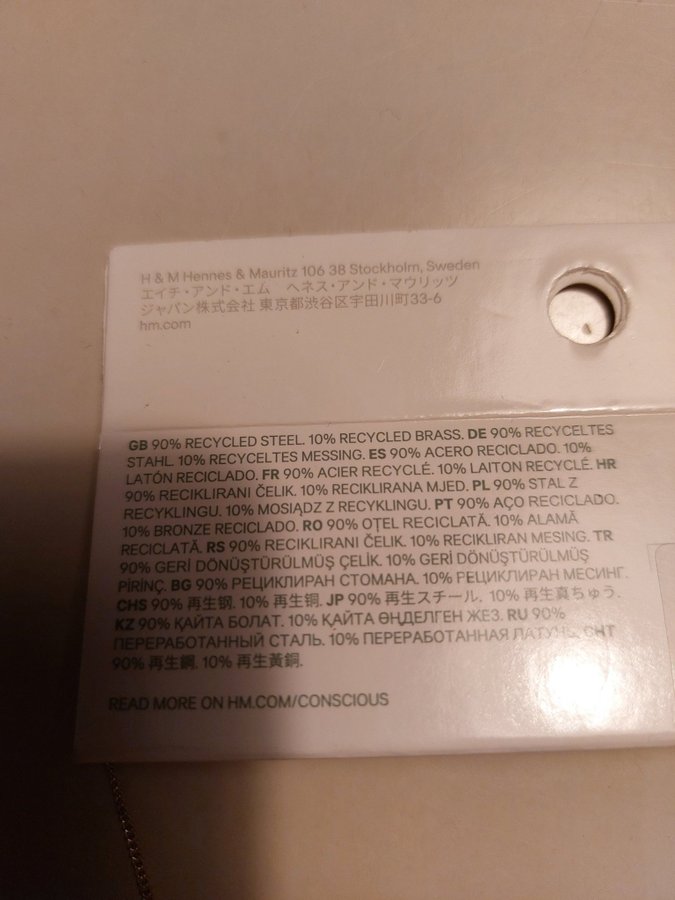 H & M Hennes & Mauritz 106 38 Stockholm, Sweden
エイチ・アンド・エム　ヘネス・アンド・マウリッツ
ジャパン株式会社 東京都渋谷区宇田川町33-6
hm.com
GB 90% RECYCLED STEEL. 10% RECYCLED BRASS. DE 90% RECYCELTES
STAHL. 10% RECYCELTES MESSING. ES 90% ACERO RECICLADO. 10%
LATÓN RECICLADO. FR 90% ACIER RECYCLÉ. 10% LAITON RECYCLÉ. HR
90% RECIKLIRANI ČELIK. 10% RECIKLIRANA MJED. PL 90% STAL Z
RECYKLINGU. 10% MOSIĄDZ Z RECYKLINGU. PT 90% AÇO RECICLADO.
10% BRONZE RECICLADO. RO 90% OȚEL RECICLATĂ. 10% ALAMĂ
RECICLATĂ. RS 90% RECIKLIRANI ČELIK. 10% RECIKLIRAN MESING. TR
90% GERİ DÖNÜŞTÜRÜLMÜŞ ÇELİK. 10% GERİ DÖNÜŞTÜRÜLMÜŞ
PİRİNÇ. BG 90% РЕЦИКЛИРАН СТОМАНА. 10% РЕЦИКЛИРАН МЕСИНГ.
CHS 90% 再生钢. 10% 再生铜. JP 90% 再生スチール. 10% 再生真ちゅう.
KZ 90% ҚАЙТА БОЛАТ. 10% ҚАЙТА ӨҢДЕЛГЕН ЖЕЗ. RU 90%
ПЕРЕРАБОТАННЫЙ СТАЛЬ. 10% ПЕРЕРАБОТАННАЯ ЛАТУНЬ. CHT
90% 再生鋼. 10% 再生黃銅.
READ MORE ON HM.COM/CONSCIOUS